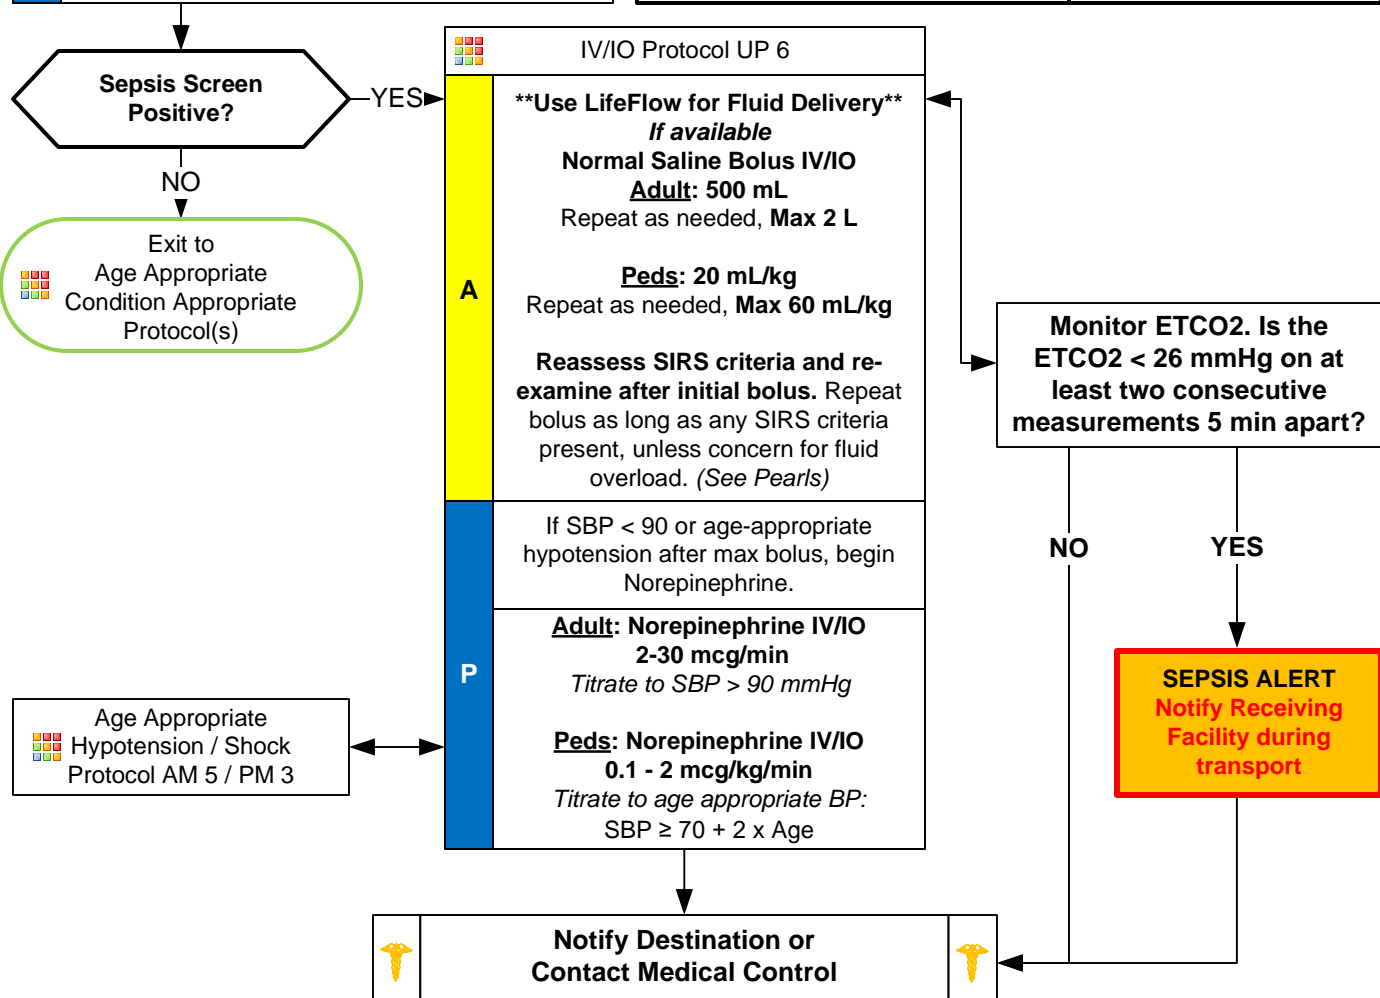 Sepsis Screen
Positive?
YES
NO
Exit to
Age Appropriate
Condition Appropriate
Protocol(s)
IV/IO Protocol UP 6
A
**Use LifeFlow for Fluid Delivery**
If available
Normal Saline Bolus IV/IO
Adult: 500 mL
Repeat as needed, Max 2 L
Peds: 20 mL/kg
Repeat as needed, Max 60 mL/kg
Reassess SIRS criteria and re-
examine after initial bolus. Repeat
bolus as long as any SIRS criteria
present, unless concern for fluid
overload. (See Pearls)
P
If SBP < 90 or age-appropriate
hypotension after max bolus, begin
Norepinephrine.
Adult: Norepinephrine IV/IO
2-30 mcg/min
Titrate to SBP > 90 mmHg
Peds: Norepinephrine IV/IO
0.1 - 2 mcg/kg/min
Titrate to age appropriate BP:
SBP ≥ 70 + 2 x Age
Age Appropriate
Hypotension / Shock
Protocol AM 5 / PM 3
Monitor ETCO2. Is the
ETCO2 < 26 mmHg on at
least two consecutive
measurements 5 min apart?
NO
YES
SEPSIS ALERT
Notify Receiving
Facility during
transport
Notify Destination or
Contact Medical Control